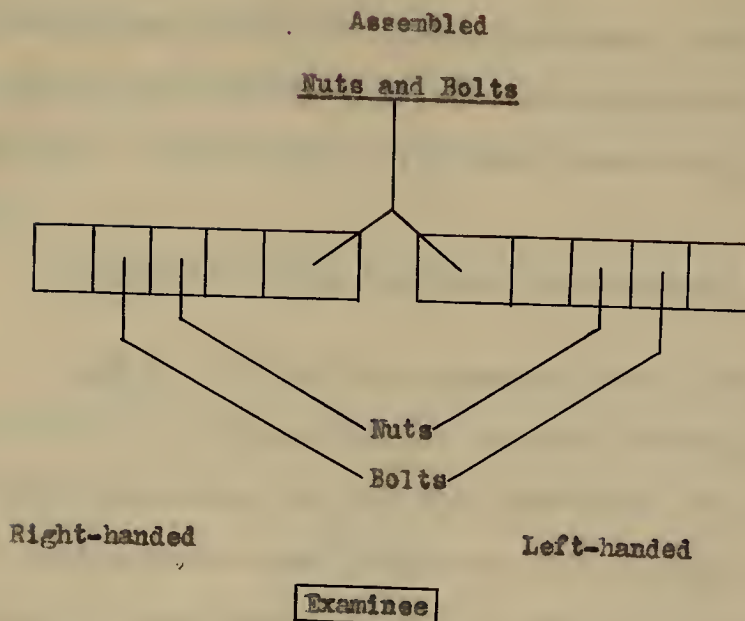 Assembled
Nuts and Bolts
Nuts
Bolts
Right-handed
Left-handed
Examinee